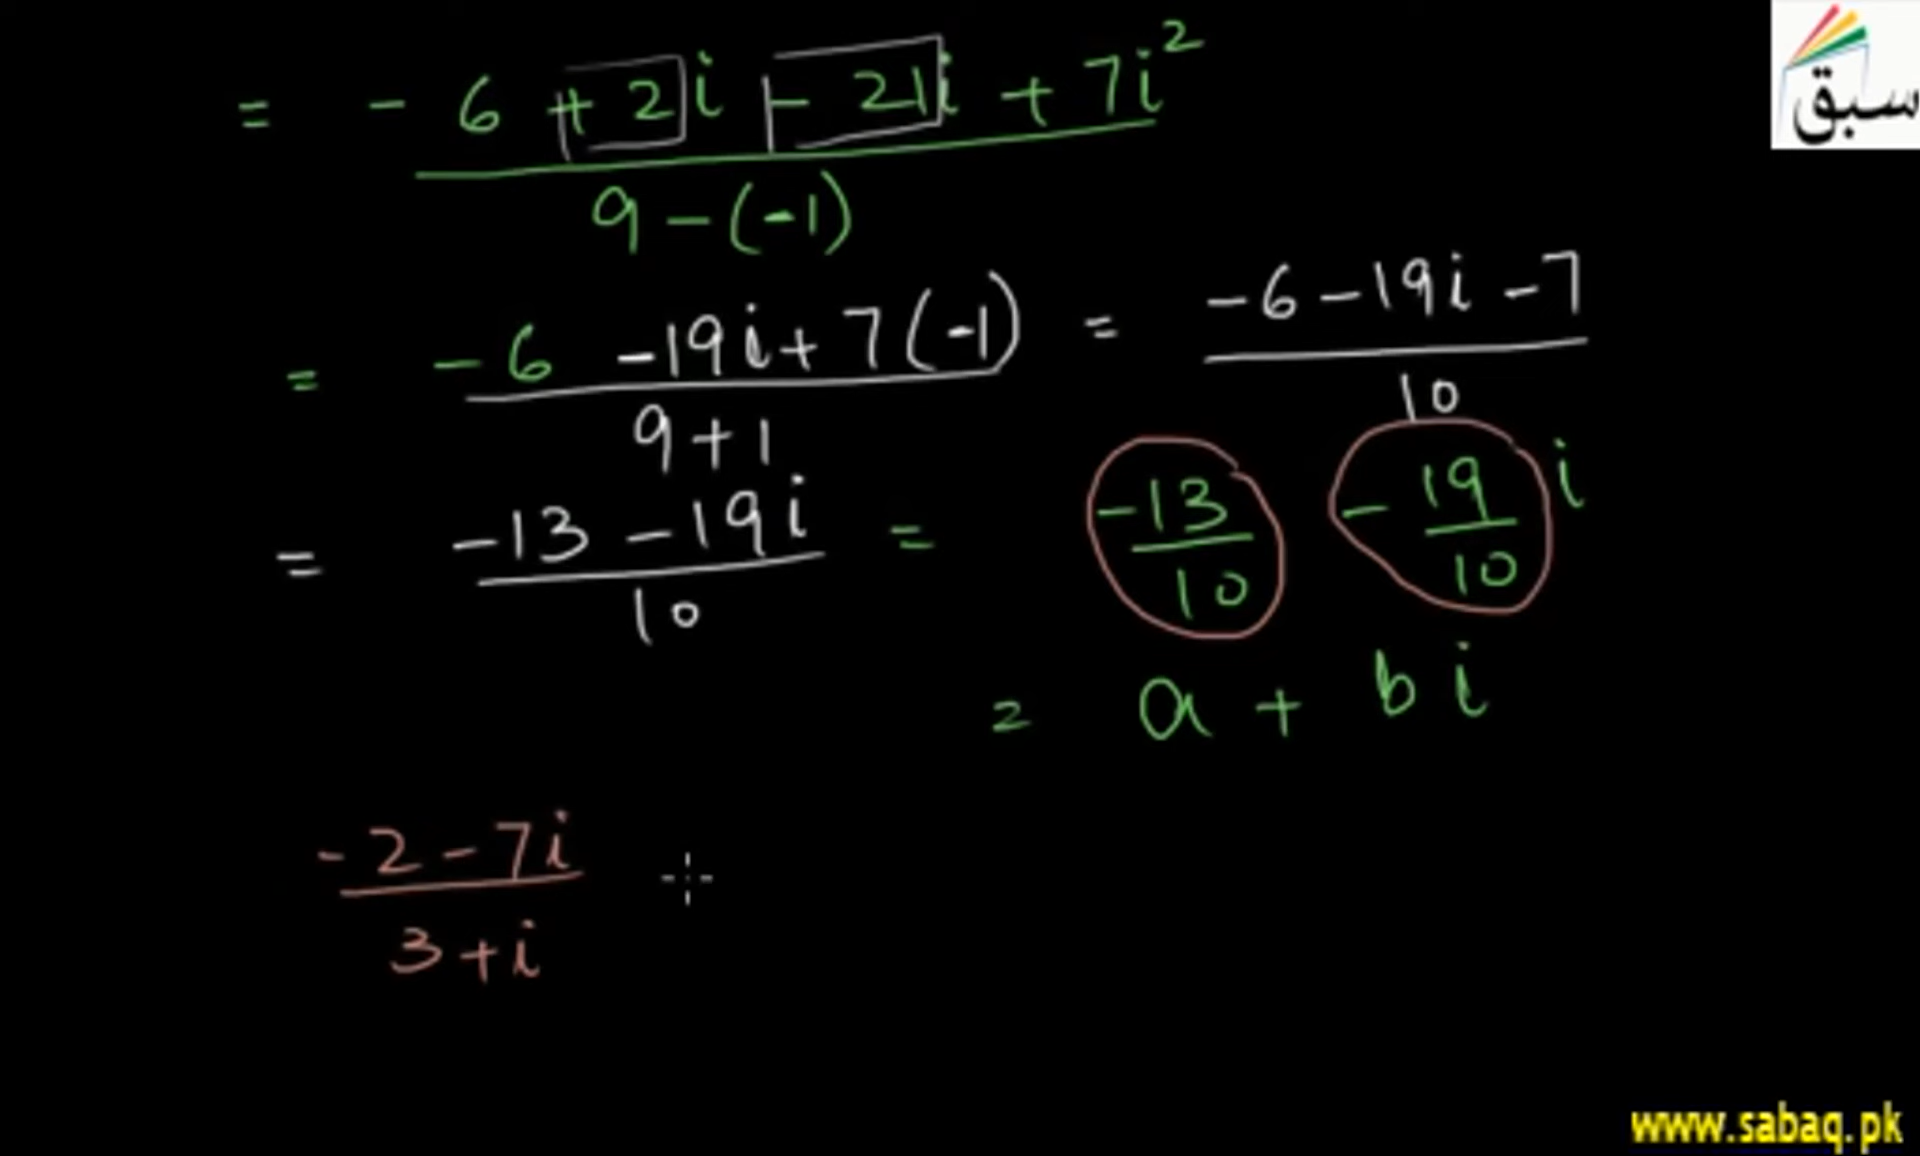 سبق
= - 6 + 2i - 21i + 7i²
9 - (-1)
= - 6 - 19i + 7(-1) = -6 - 19i - 7
9 + 1 10
= -13 - 19i = -13 - 19 i
10 10 10
= a + bi
- 2 - 7i
3 + i
www.sabaq.pk